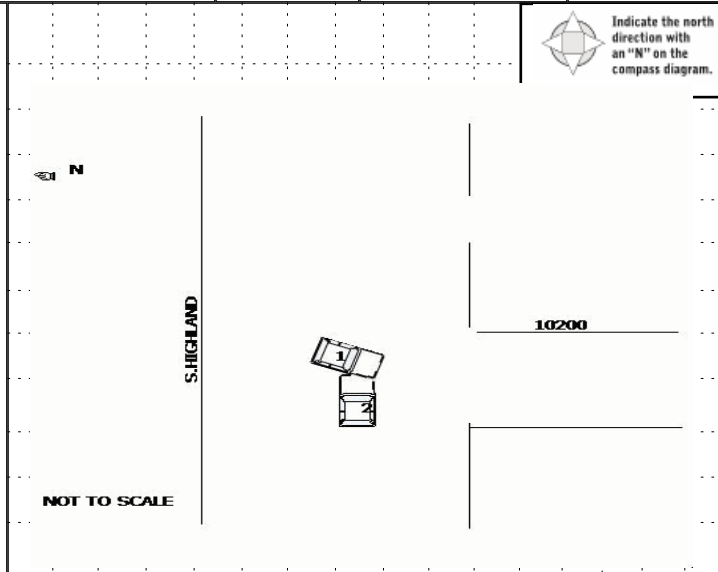 Indicate the north
direction with
an “N” on the
compass diagram.
N
S.HIGHLAND
10200
1
2
NOT TO SCALE